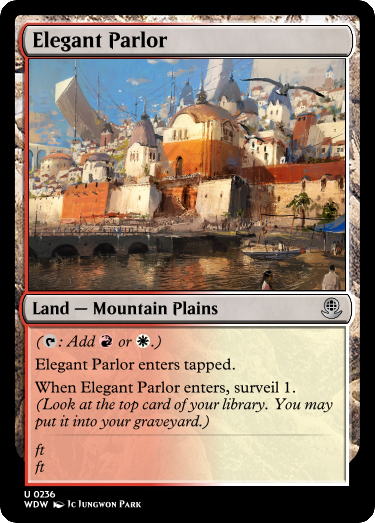 Elegant Parlor
Land — Mountain Plains
(: Add or .)
Elegant Parlor enters tapped.
When Elegant Parlor enters, surveil 1.
(Look at the top card of your library. You may
put it into your graveyard.)
ft
ft
U 0236
WDW Jc Jungwon Park